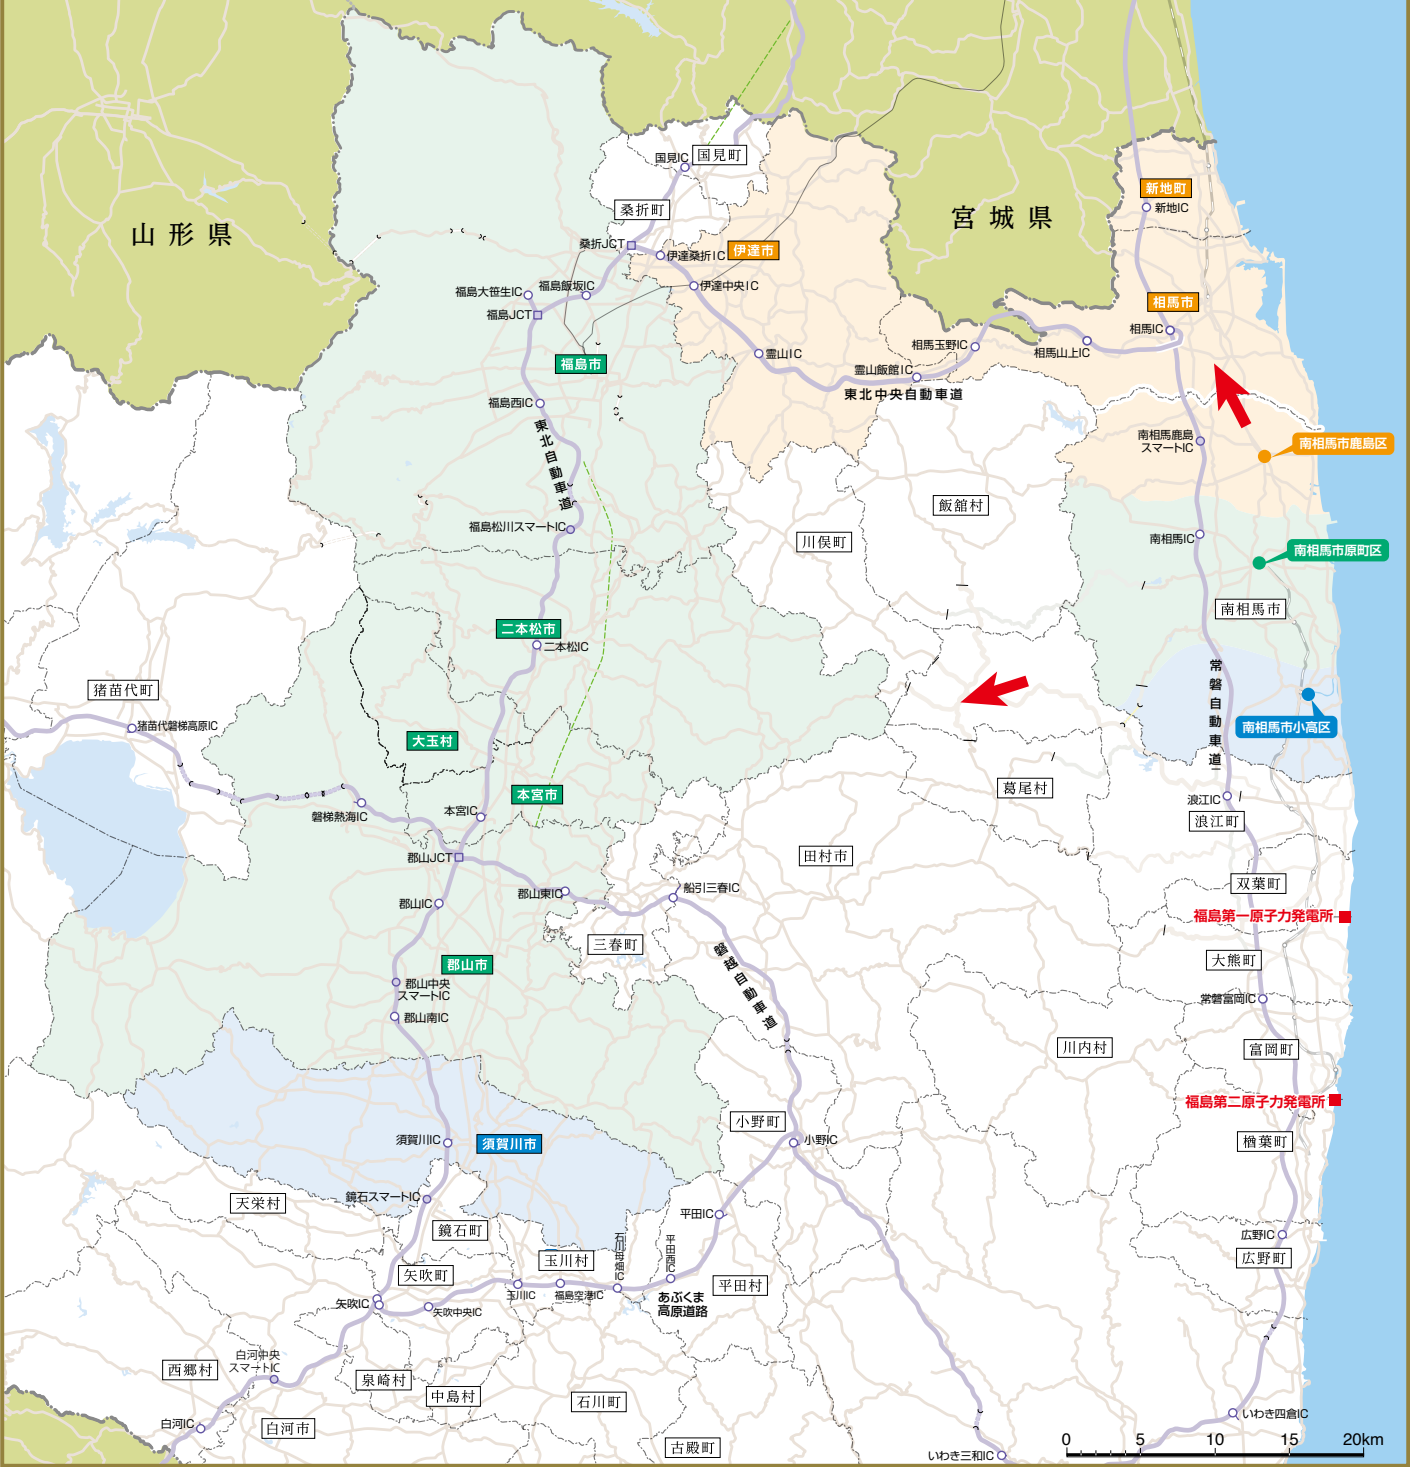 山形県
宮城県
国見IC
国見町
桑折町
桑折JCT
伊達桑折IC
伊達市
伊達中央IC
新地町
新地IC
相馬市
相馬IC
相馬山上IC
相馬玉野IC
霊山飯館IC
東北中央自動車道
霊山IC
福島大笹生IC
福島飯坂IC
福島JCT
福島市
福島西IC
東北自動車道
福島松川スマートIC
南相馬鹿島
スマートIC
南相馬市鹿島区
飯舘村
川俣町
南相馬IC
南相馬市原町区
南相馬市
二本松市
二本松IC
常磐自動車道
猪苗代町
猪苗代磐梯高原IC
大玉村
南相馬市小高区
本宮市
本宮IC
磐梯熱海IC
葛尾村
浪江IC
浪江町
郡山JCT
田村市
双葉町
郡山東IC
船引三春IC
郡山IC
福島第一原子力発電所
三春町
磐越自動車道
大熊町
郡山市
郡山中央
スマートIC
常磐富岡IC
郡山南IC
川内村
富岡町
福島第二原子力発電所
小野町
小野IC
須賀川IC
須賀川市
楢葉町
天栄村
鏡石スマートIC
鏡石町
平田IC
石川母畑IC
平田西IC
広野IC
広野町
玉川村
矢吹町
平田村
玉川IC
福島空港IC
あぶくま
高原道路
矢吹IC
矢吹中央IC
白河中央
スマートIC
西郷村
泉崎村
中島村
石川町
白河IC
白河市
古殿町
いわき四倉IC
いわき三和IC
0 5 10 15 20km